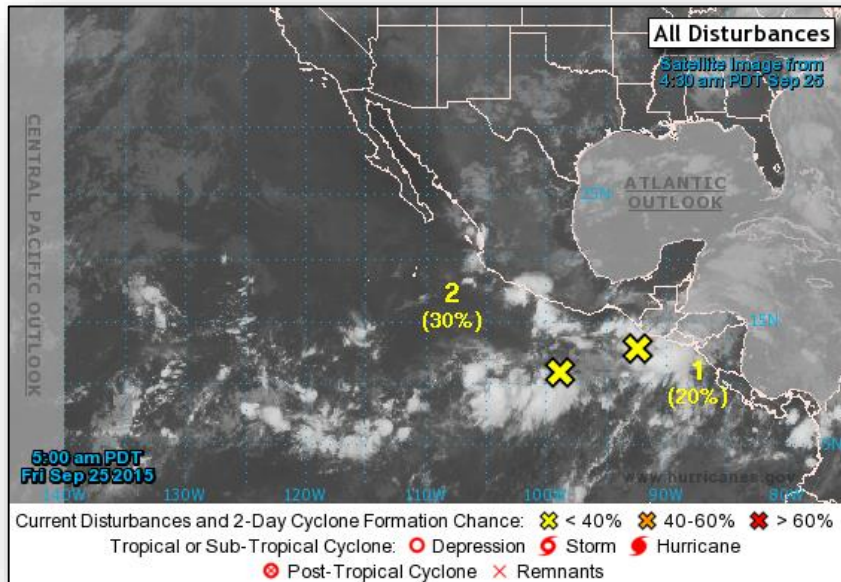 All Disturbances
Satellite Image from
4:30 am PDT Sep 25
CENTRAL PACIFIC OUTLOOK
ATLANTIC
OUTLOOK
25N
2
(30%)
15N
1
(20%)
5N
5:00 am PDT
Fri Sep 25 2015
www.hurricanes.gov
140W 130W 120W 110W 100W 90W 80W
Current Disturbances and 2-Day Cyclone Formation Chance: < 40% 40-60% > 60%
Tropical or Sub-Tropical Cyclone: Depression Storm Hurricane
Post-Tropical Cyclone Remnants